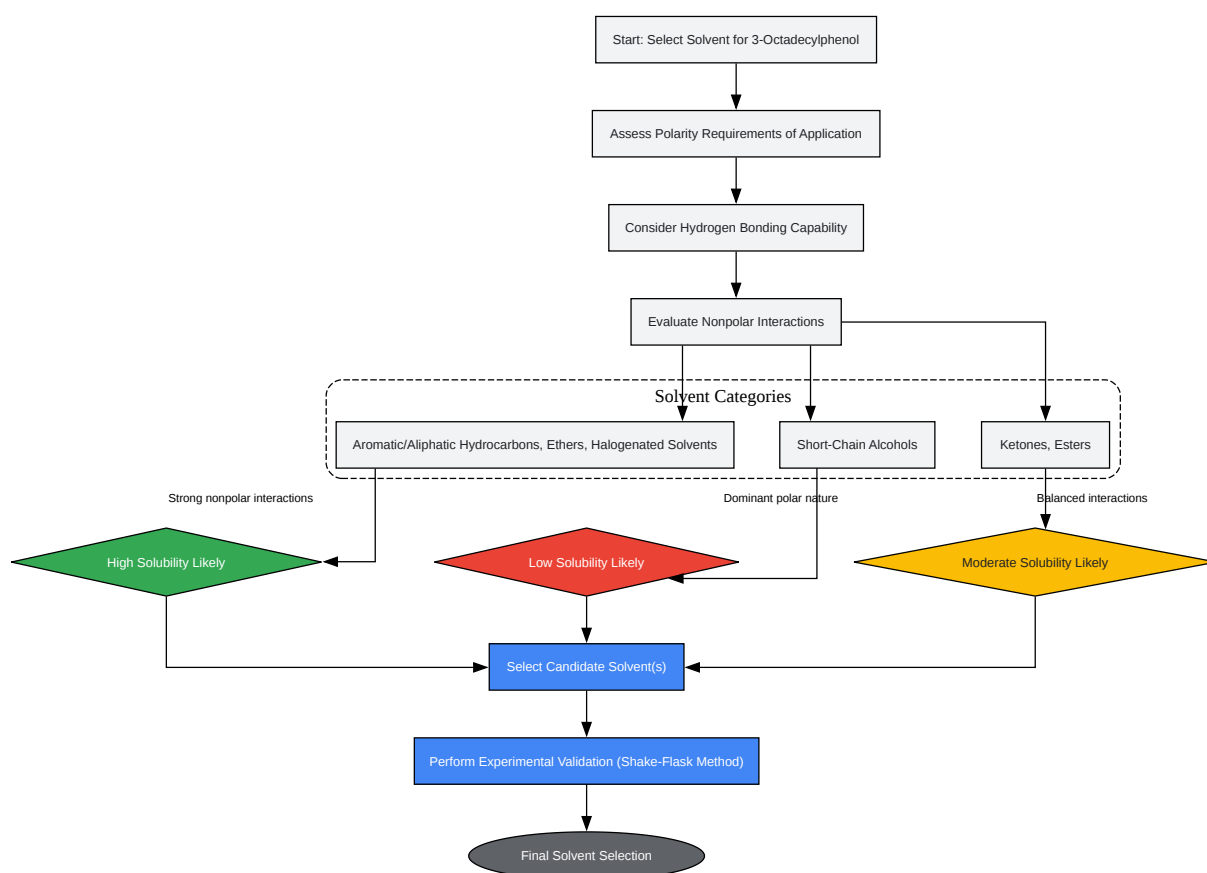 Start: Select Solvent for 3-Octadecylphenol
Assess Polarity Requirements of Application
Consider Hydrogen Bonding Capability
Evaluate Nonpolar Interactions
Solvent Categories
Aromatic/Aliphatic Hydrocarbons, Ethers, Halogenated Solvents
Short-Chain Alcohols
Ketones, Esters
Strong nonpolar interactions
Dominant polar nature
Balanced interactions
High Solubility Likely
Low Solubility Likely
Moderate Solubility Likely
Select Candidate Solvent(s)
Perform Experimental Validation (Shake-Flask Method)
Final Solvent Selection